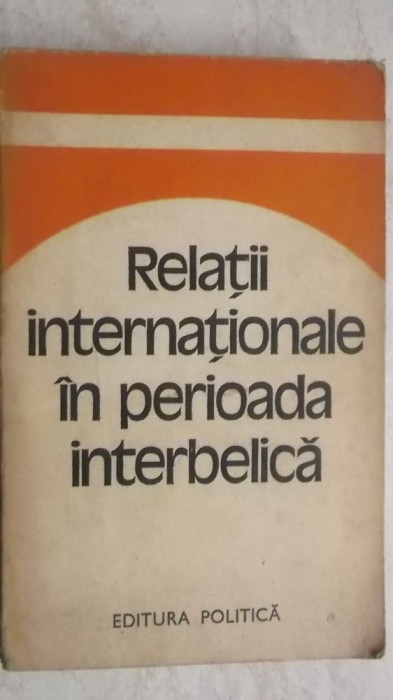 Relații
internaționale
în perioada
interbelică
EDITURA POLITICĂ